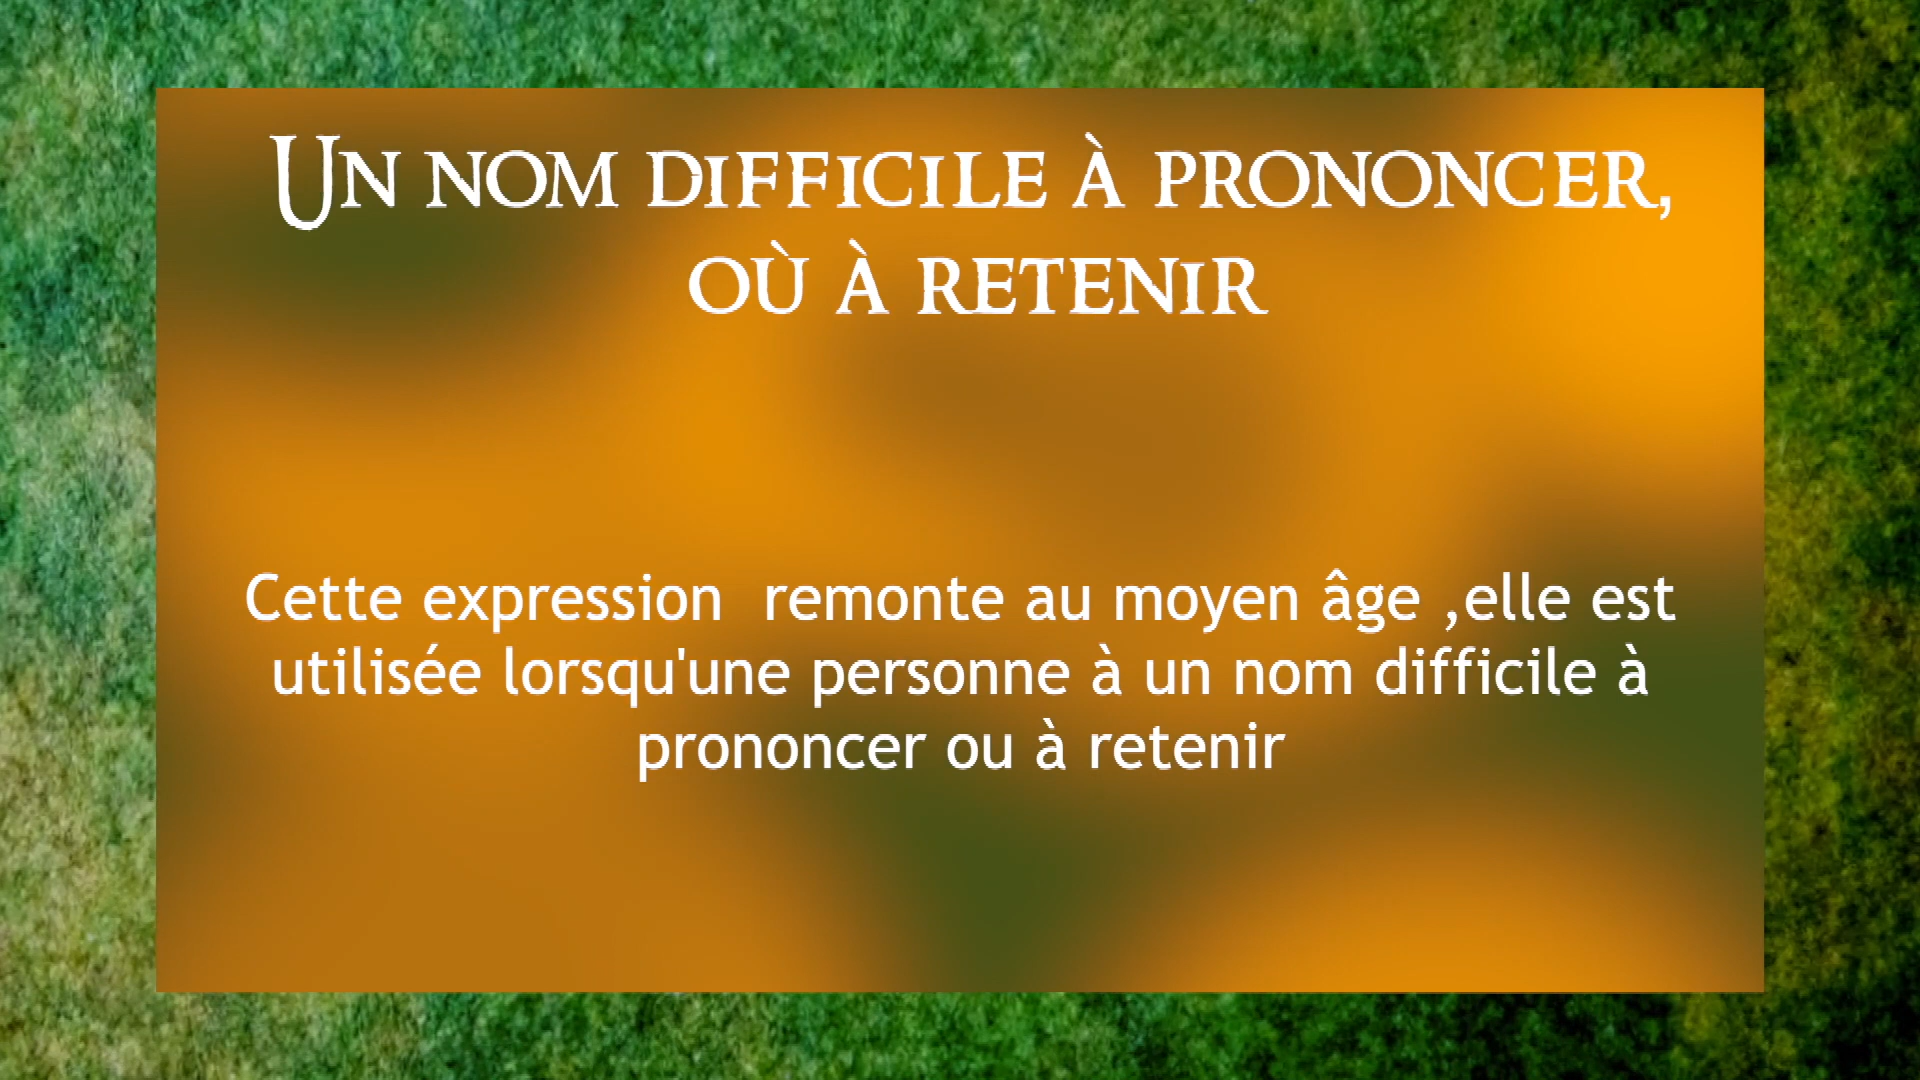 Un nom difficile à prononcer,
où à retenir
Cette expression  remonte au moyen âge ,elle est
utilisée lorsqu'une personne à un nom difficile à
prononcer ou à retenir